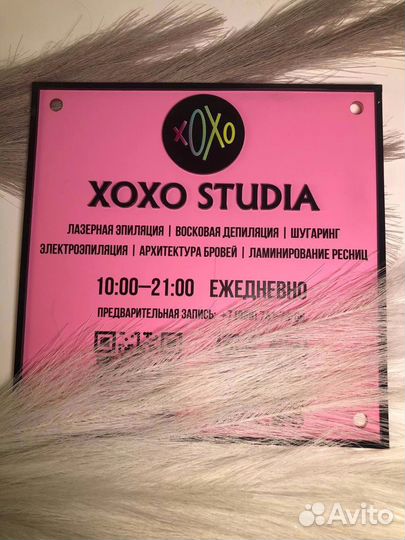 xOXo
XOXO STUDIA
ЛАЗЕРНАЯ ЭПИЛЯЦИЯ | ВОСКОВАЯ ДЕПИЛЯЦИЯ | ШУГАРИНГ
ЭЛЕКТРОЭПИЛЯЦИЯ | АРХИТЕКТУРА БРОВЕЙ | ЛАМИНИРОВАНИЕ РЕСНИЦ
10:00—21:00 ЕЖЕДНЕВНО
ПРЕДВАРИТЕЛЬНАЯ ЗАПИСЬ:
Avito